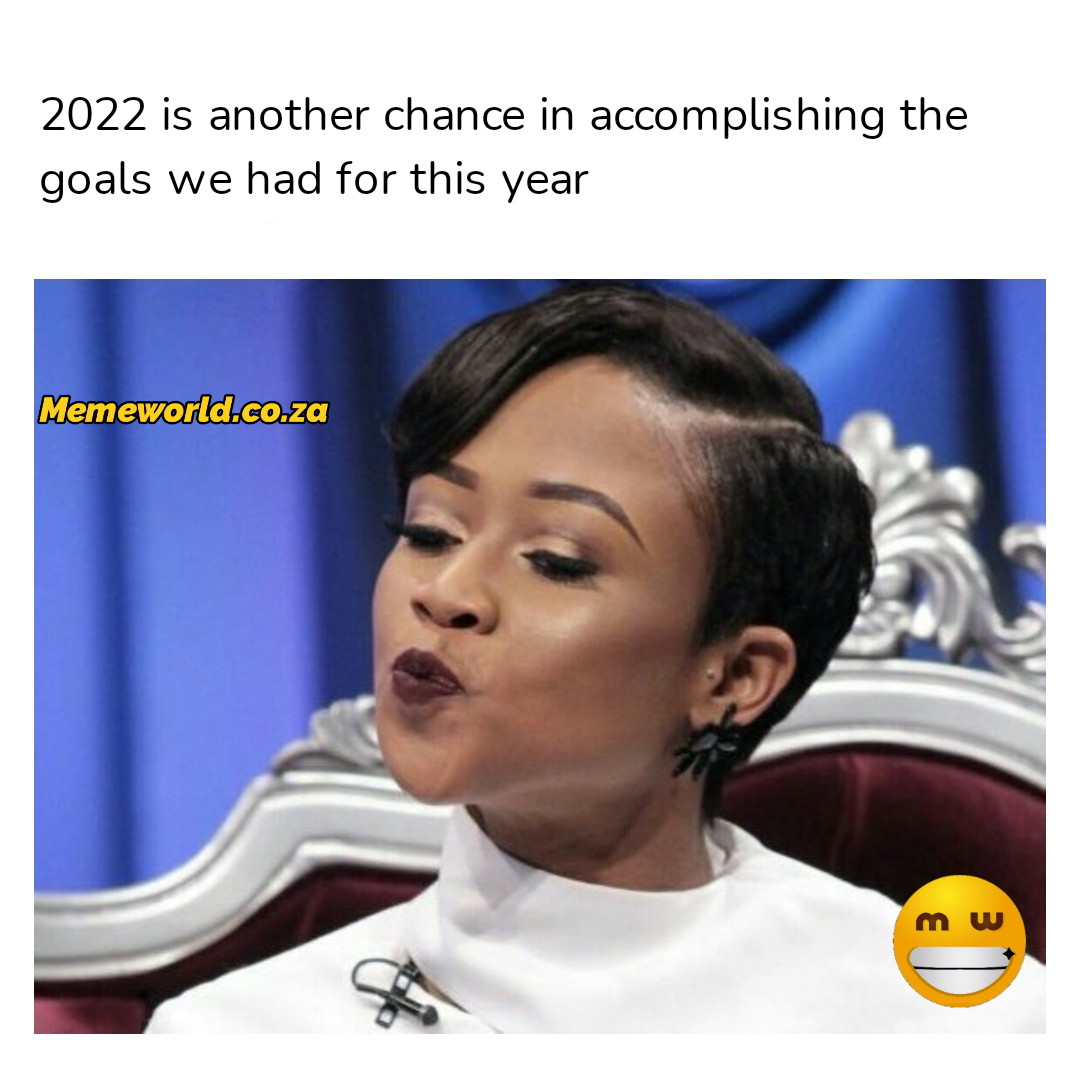 2022 is another chance in accomplishing the
goals we had for this year
Memeworld.co.za
m w